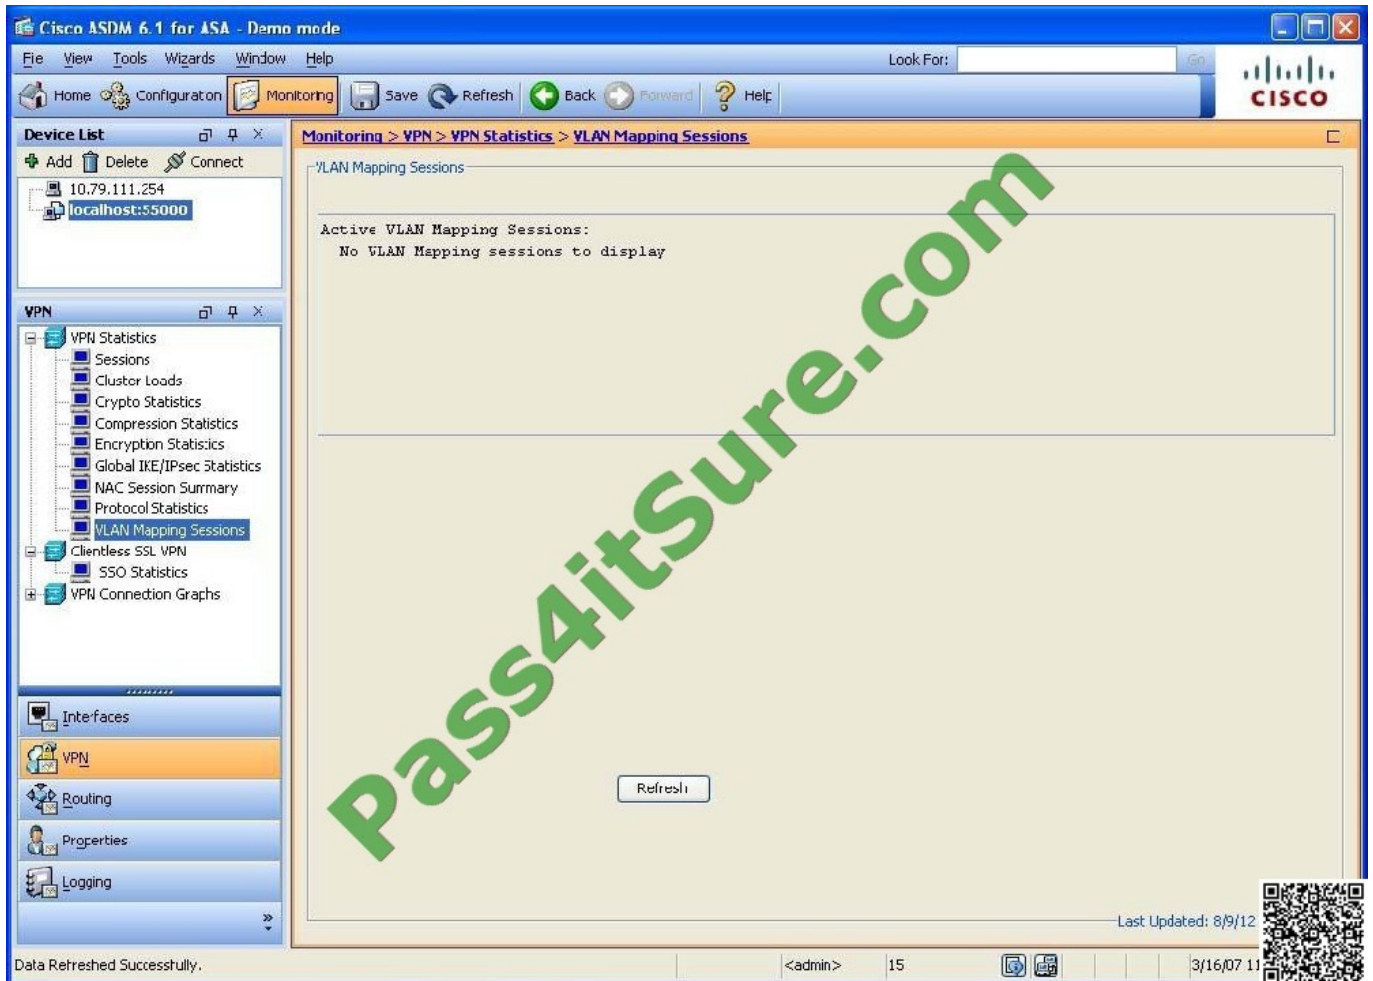 Cisco ASDM 6.1 for ASA - Demo mode
File View Tools Wizards Window Help Look For: Go
Home Configuration Monitoring Save Refresh Back Forward Help
CISCO
Device List
Add Delete Connect
10.79.111.254
localhost:55000
VPN
VPN Statistics
Sessions
Cluster Loads
Crypto Statistics
Compression Statistics
Encryption Statistics
Global IKE/IPsec Statistics
NAC Session Summary
Protocol Statistics
VLAN Mapping Sessions
Clientless SSL VPN
SSO Statistics
VPN Connection Graphs
Interfaces
VPN
Routing
Properties
Logging
Monitoring > VPN > VPN Statistics > VLAN Mapping Sessions
VLAN Mapping Sessions
Active VLAN Mapping Sessions:
No VLAN Mapping sessions to display
Pass4itSure.com
Refresh
Last Updated: 8/9/12
Data Refreshed Successfully.
<admin> 15 3/16/07 11